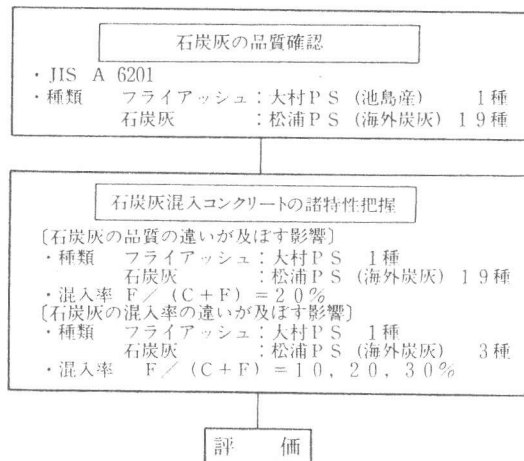 石炭灰の品質確認
・JIS A 6201
・種類 フライアッシュ：大村PS（池島産） 1種
石炭灰 ：松浦PS（海外炭灰）19種
石炭灰混入コンクリートの諸特性把握
〔石炭灰の品質の違いが及ぼす影響〕
・種類 フライアッシュ：大村PS 1種
石炭灰 ：松浦PS（海外炭灰）19種
・混入率 F／（C＋F）＝20％
〔石炭灰の混入率の違いが及ぼす影響〕
・種類 フライアッシュ：大村PS 1種
石炭灰 ：松浦PS（海外炭灰） 3種
・混入率 F／（C＋F）＝10，20，30％
評 価